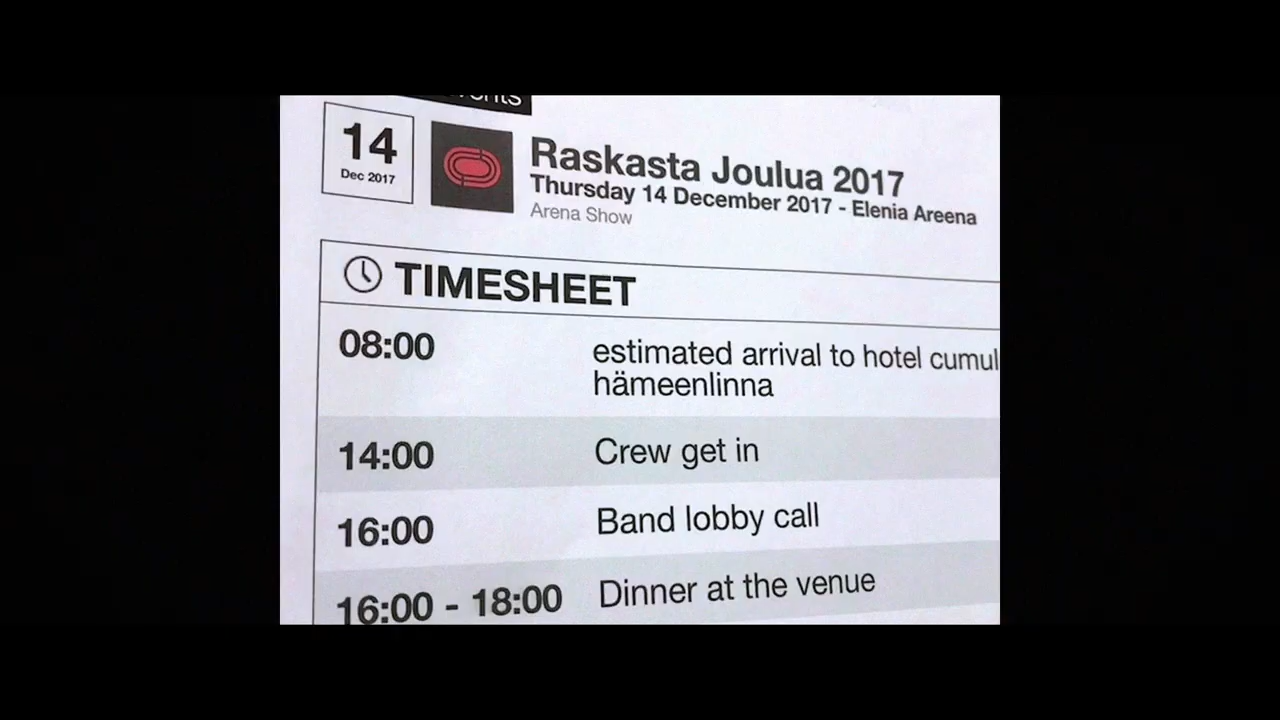 14
Dec 2017
Raskasta Joulua 2017
Thursday 14 December 2017 - Elenia Areena
Arena Show
TIMESHEET
08:00 estimated arrival to hotel cumul
hämeenlinna
14:00 Crew get in
16:00 Band lobby call
16:00 - 18:00 Dinner at the venue